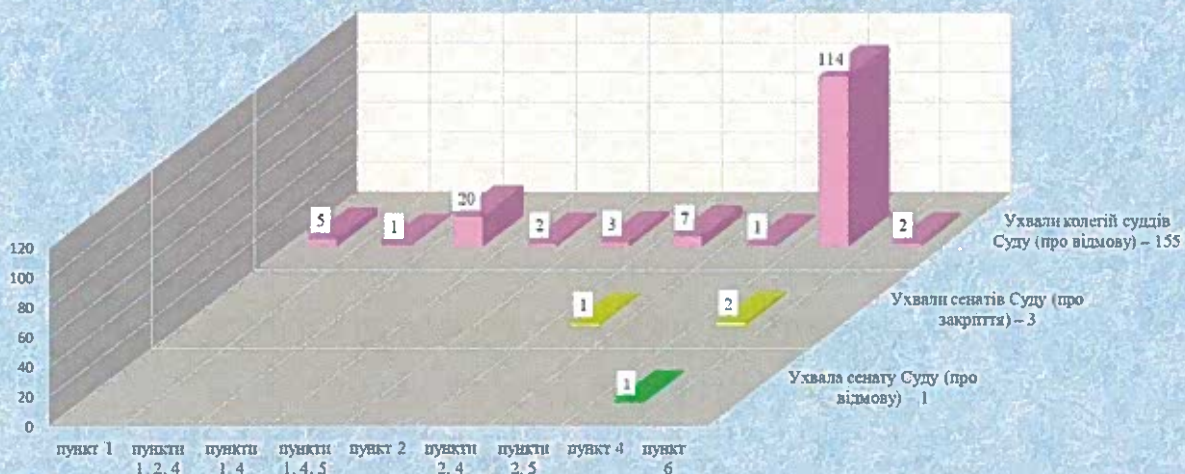 114
20
5
1
2
3
7
1
2
Ухвали колегій суддів
Суду (про відмову) – 155
1
2
Ухвали сенатів Суду (про
закриття) – 3
1
Ухвала сенату Суду (про
відмову) 1
120
100
80
60
40
20
0
пункт 1
пункти
1, 2, 4
пункти
1, 4
пункти
1, 4, 5
пункт 2
пункти
2, 4
пункти
2, 5
пункт 4
пункт
6